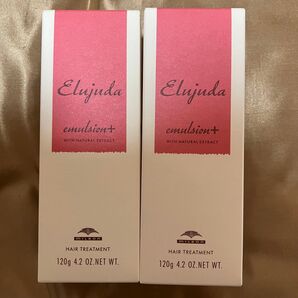 Elujuda
emulsion+
WITH NATURAL EXTRACT
MILBON
HAIR TREATMENT
120g 4.2 OZ.NET WT.
Elujuda
emulsion+
WITH NATURAL EXTRACT
MILBON
HAIR TREATMENT
120g 4.2 OZ.NET WT.